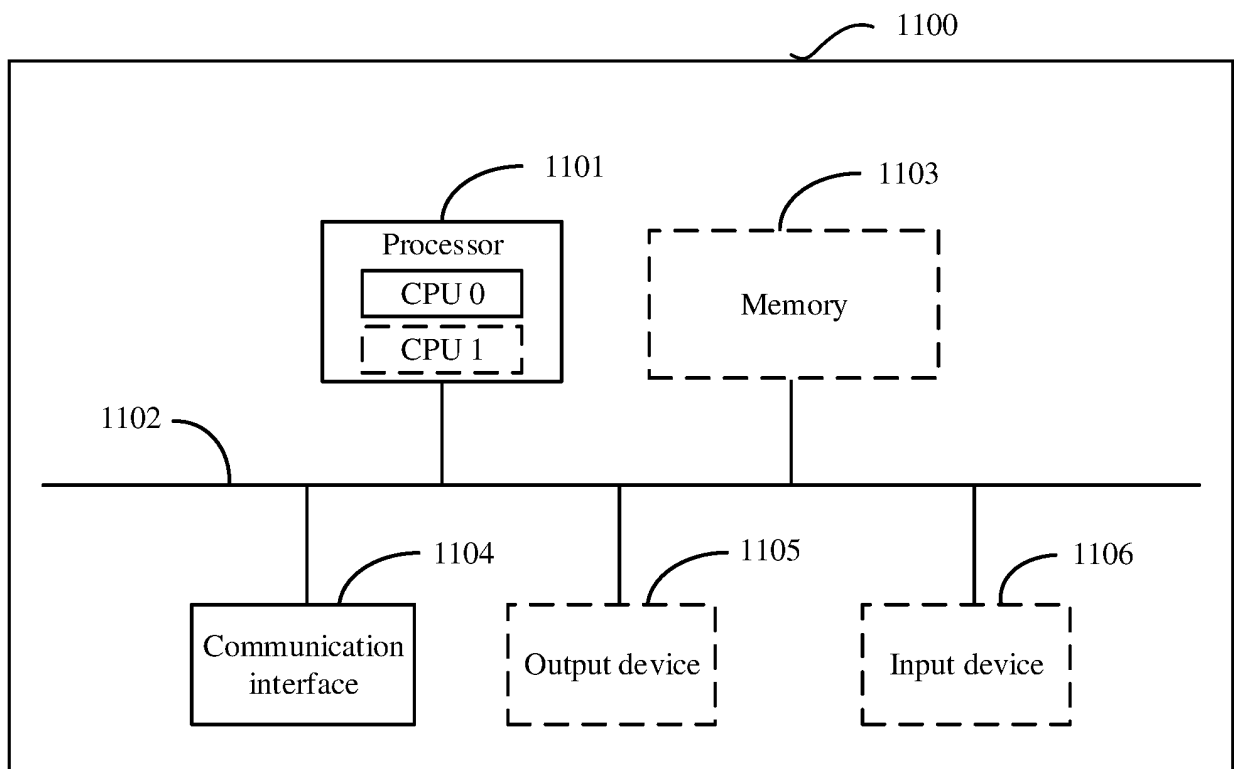 1100
1101
1103
Processor
CPU 0
CPU 1
Memory
1102
1104
1105
1106
Communication
interface
Output device
Input device